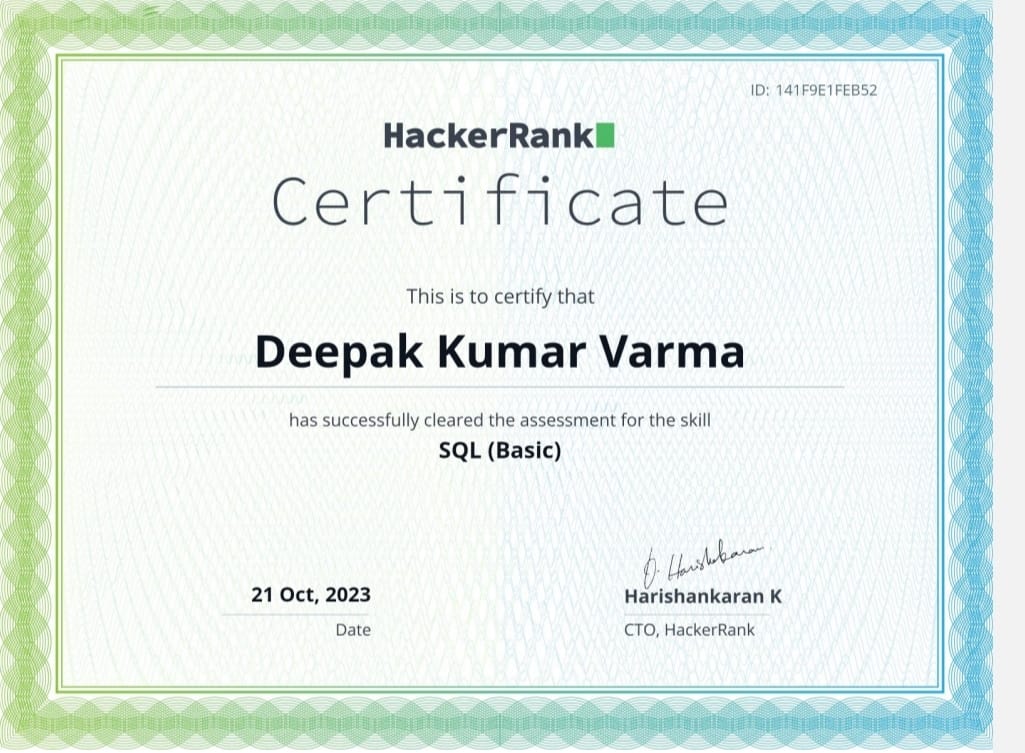 ID: 141F9E1FEB52
HackerRank
Certificate
This is to certify that
Deepak Kumar Varma
has successfully cleared the assessment for the skill
SQL (Basic)
21 Oct, 2023
Date
Harishankaran K
CTO, HackerRank